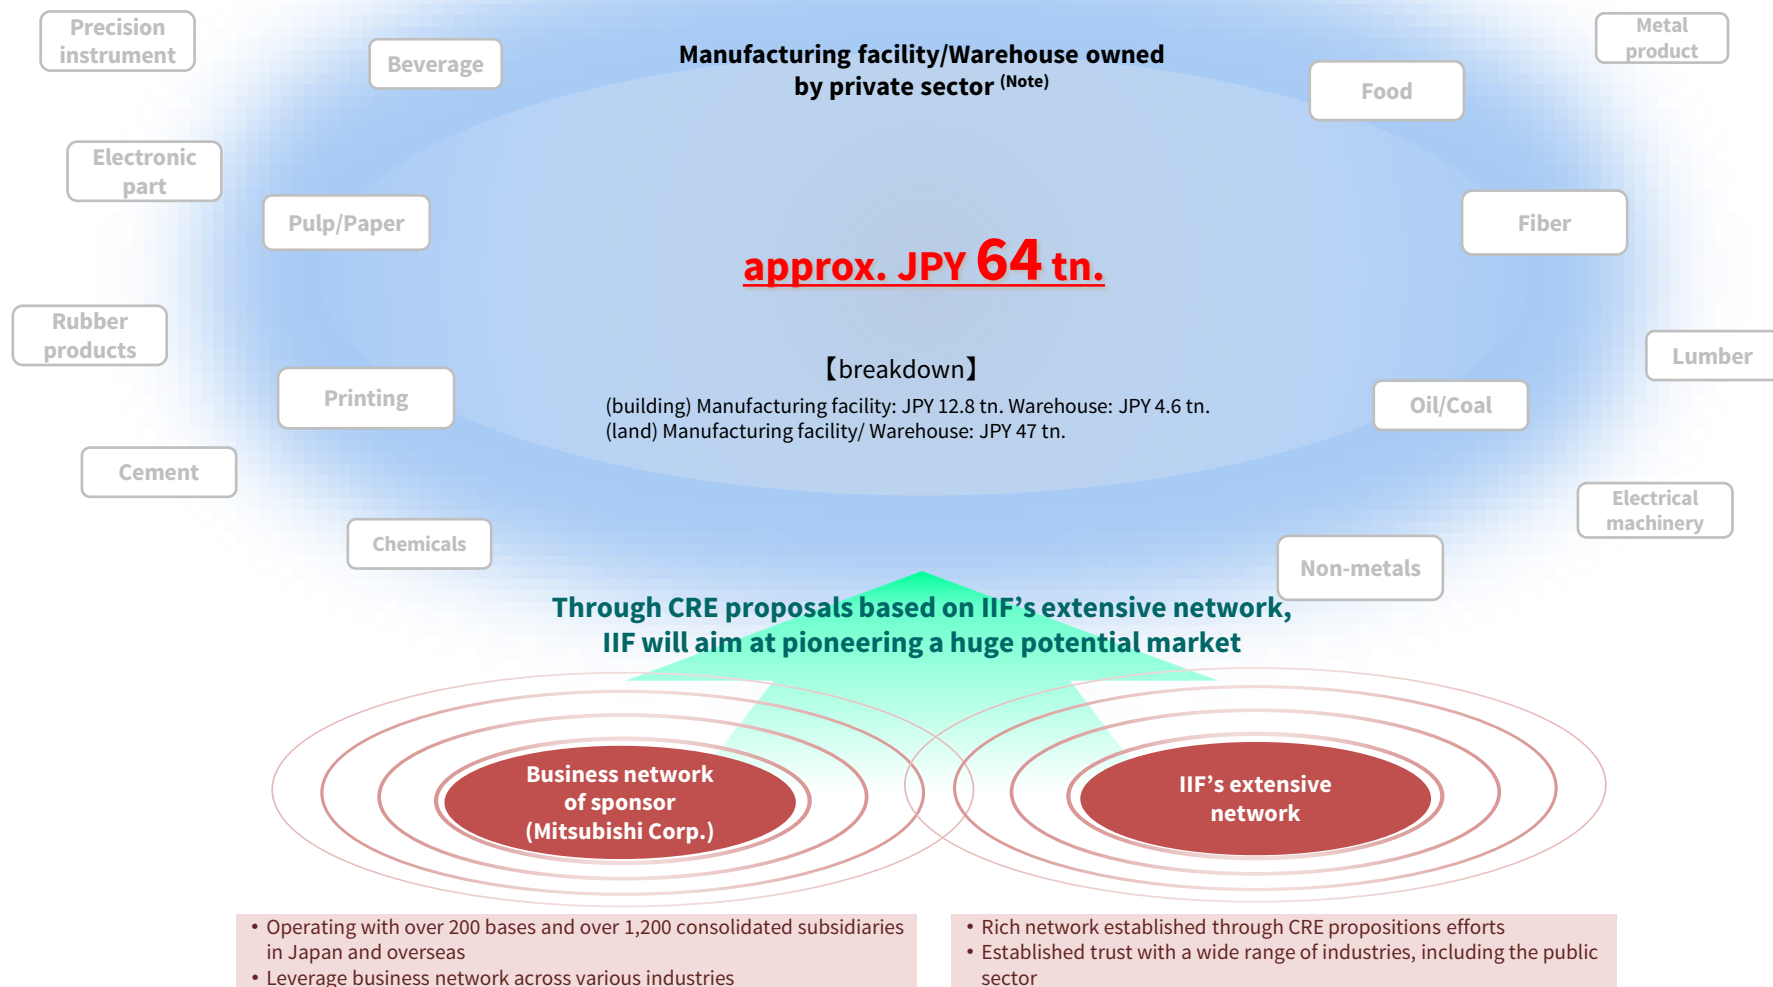 Precision
instrument
Beverage
Manufacturing facility/Warehouse owned
by private sector (Note)
Food
Metal
product
Electronic
part
Pulp/Paper
Fiber
approx. JPY 64 tn.
Rubber
products
Lumber
Printing
【breakdown】
(building) Manufacturing facility: JPY 12.8 tn. Warehouse: JPY 4.6 tn.
(land) Manufacturing facility/ Warehouse: JPY 47 tn.
Oil/Coal
Cement
Electrical
machinery
Chemicals
Non-metals
Through CRE proposals based on IIF’s extensive network,
IIF will aim at pioneering a huge potential market
Business network
of sponsor
(Mitsubishi Corp.)
IIF’s extensive
network
• Operating with over 200 bases and over 1,200 consolidated subsidiaries
in Japan and overseas
• Leverage business network across various industries
• Rich network established through CRE propositions efforts
• Established trust with a wide range of industries, including the public
sector